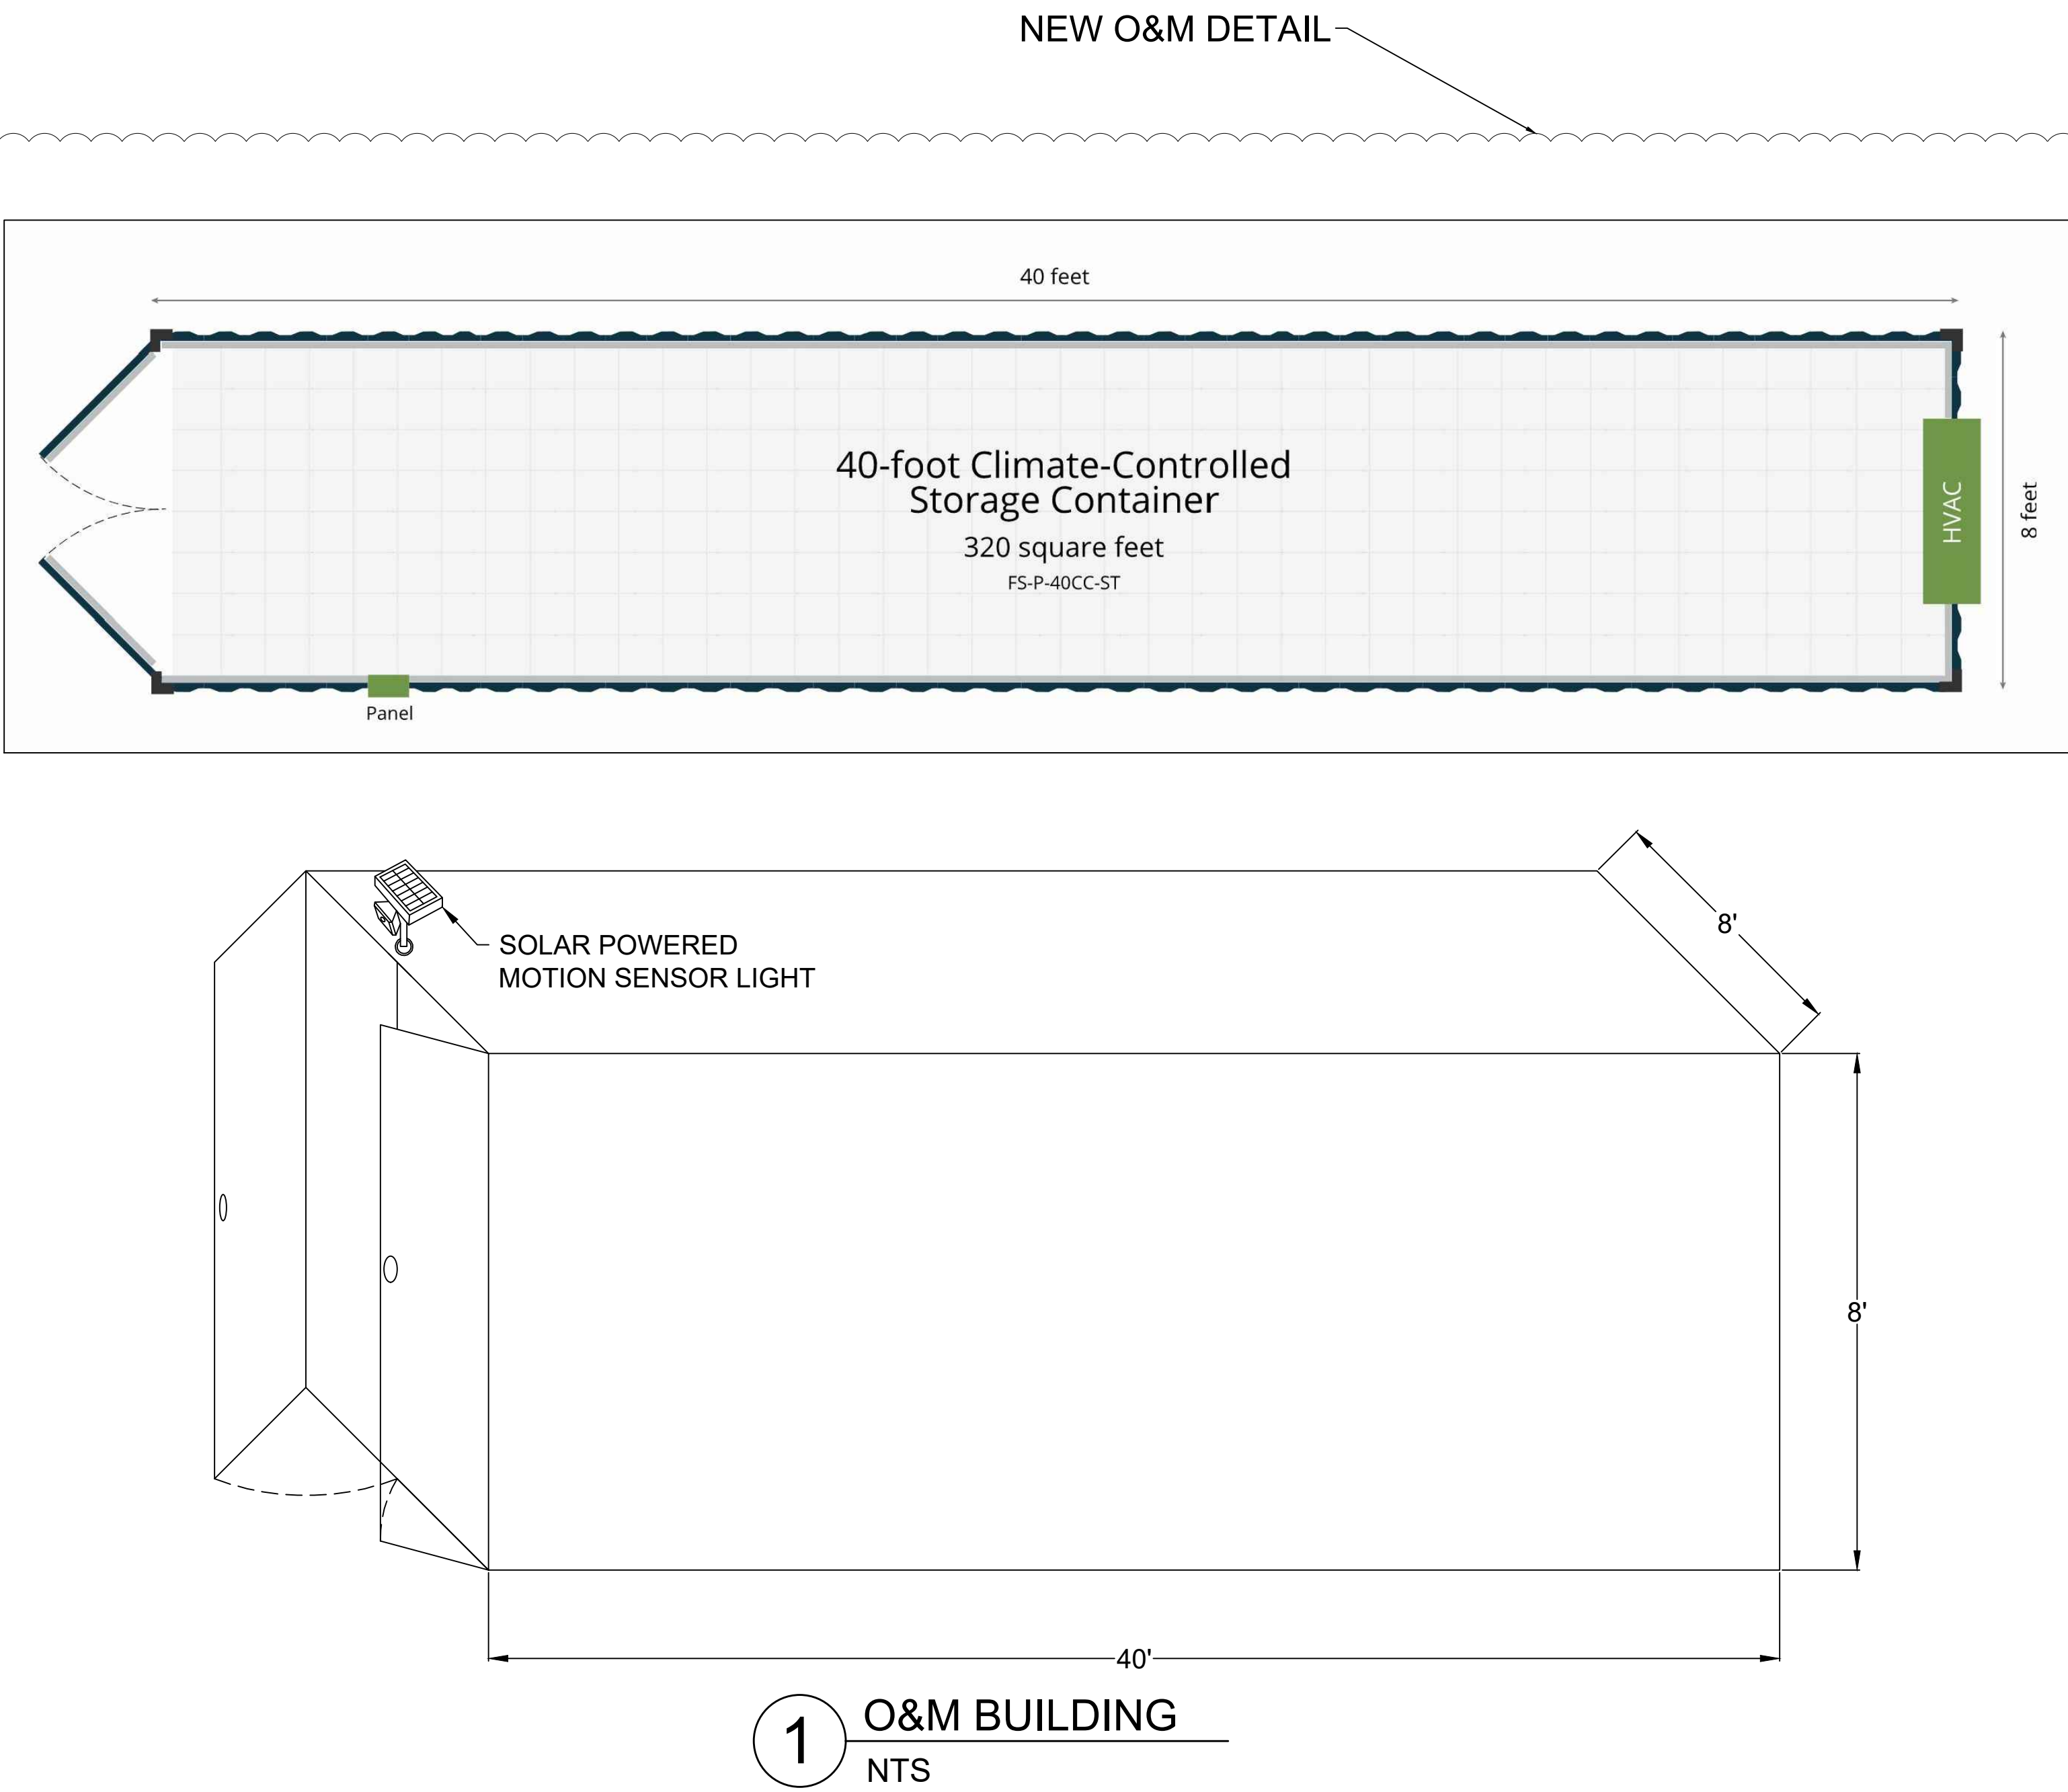 NEW O&M DETAIL
40 feet
40-foot Climate-Controlled
Storage Container
320 square feet
FS-P-40CC-ST
HVAC
8 feet
Panel
8'
SOLAR POWERED
MOTION SENSOR LIGHT
8'
40'
1
O&M BUILDING
NTS